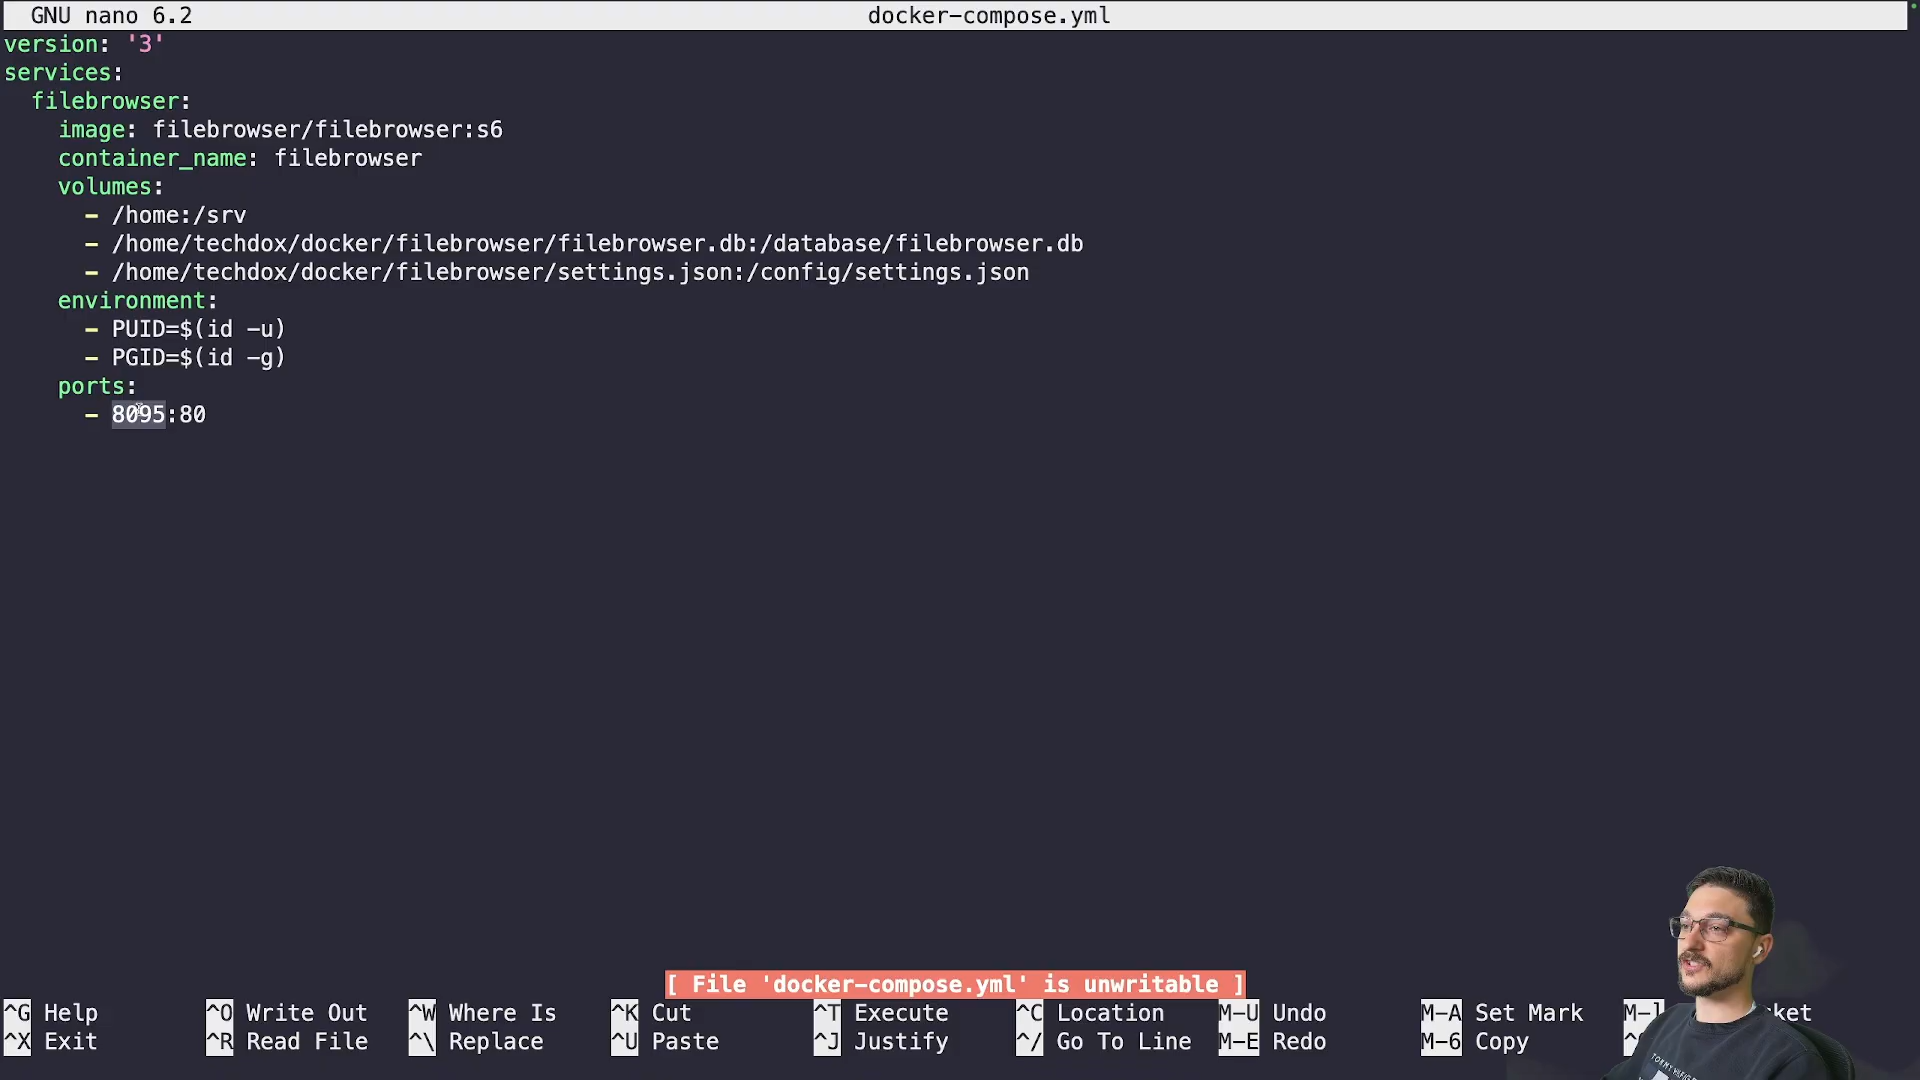 GNU nano 6.2 docker-compose.yml
version: '3'
services:
  filebrowser:
    image: filebrowser/filebrowser:s6
    container_name: filebrowser
    volumes:
      - /home:/srv
      - /home/techdox/docker/filebrowser/filebrowser.db:/database/filebrowser.db
      - /home/techdox/docker/filebrowser/settings.json:/config/settings.json
    environment:
      - PUID=$(id -u)
      - PGID=$(id -g)
    ports:
      - 8095:80
[ File 'docker-compose.yml' is unwritable ]
^G Help ^O Write Out ^W Where Is ^K Cut ^T Execute ^C Location M-U Undo M-A Set Mark M-]
^X Exit ^R Read File ^\ Replace ^U Paste ^J Justify ^/ Go To Line M-E Redo M-6 Copy
TOMMY HILFIGER